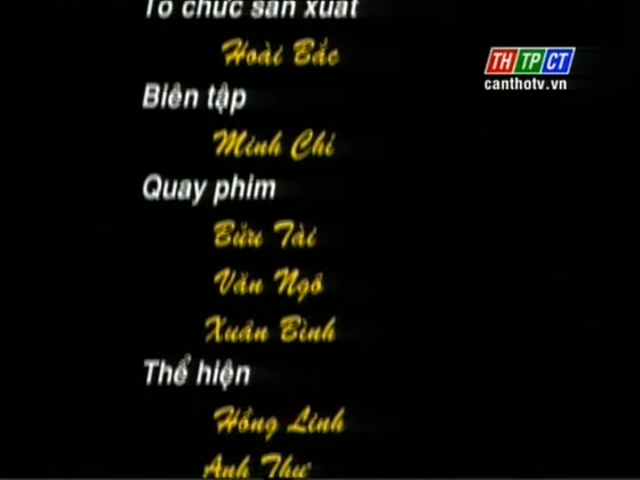 Tổ chức sản xuất
Hoài Bắc
THTPCT
canthotv.vn
Biên tập
Minh Chí
Quay phim
Bửu Tài
Văn Ngô
Xuân Bình
Thể hiện
Hồng Linh
Anh Thư